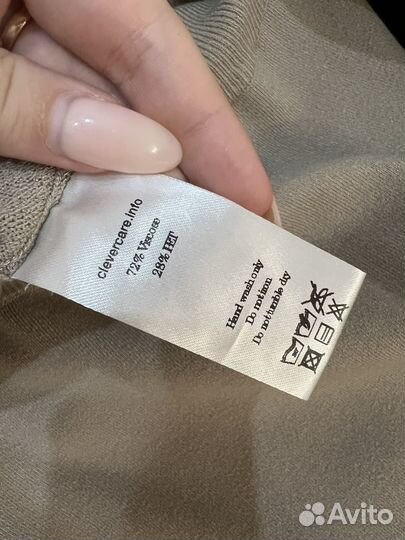 clevercare.info
72% VISCOSE
28% PET
Hand wash only
Do not iron
Do not tumble dry
Avito